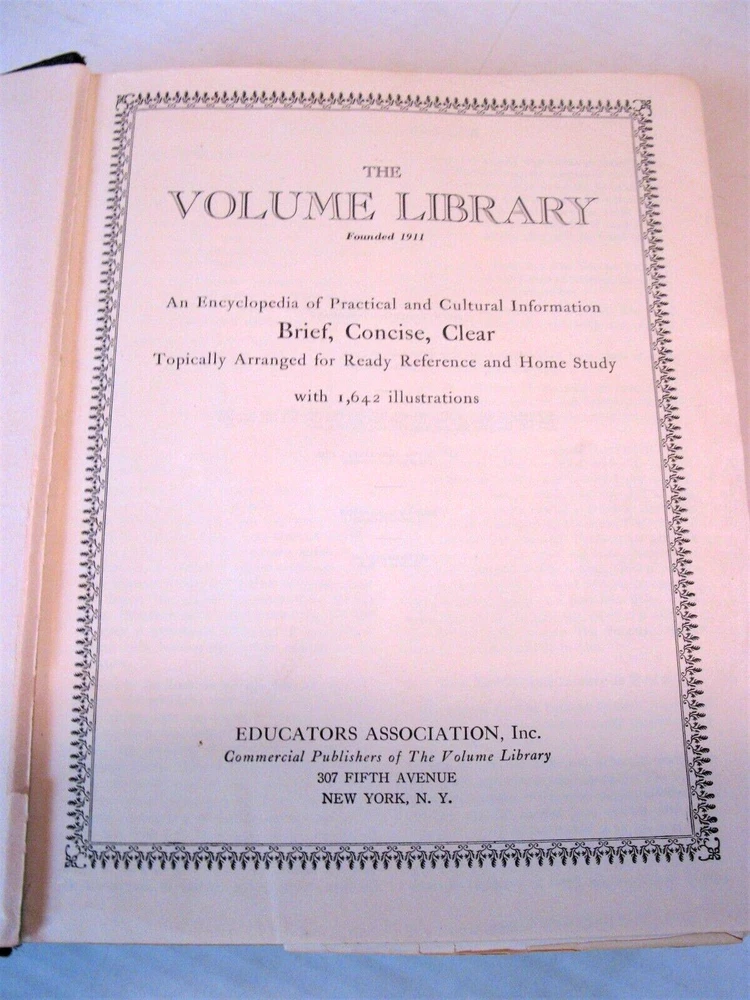 THE
VOLUME LIBRARY
Founded 1911
An Encyclopedia of Practical and Cultural Information
Brief, Concise, Clear
Topically Arranged for Ready Reference and Home Study
with 1,642 illustrations
EDUCATORS ASSOCIATION, Inc.
Commercial Publishers of The Volume Library
307 FIFTH AVENUE
NEW YORK, N. Y.